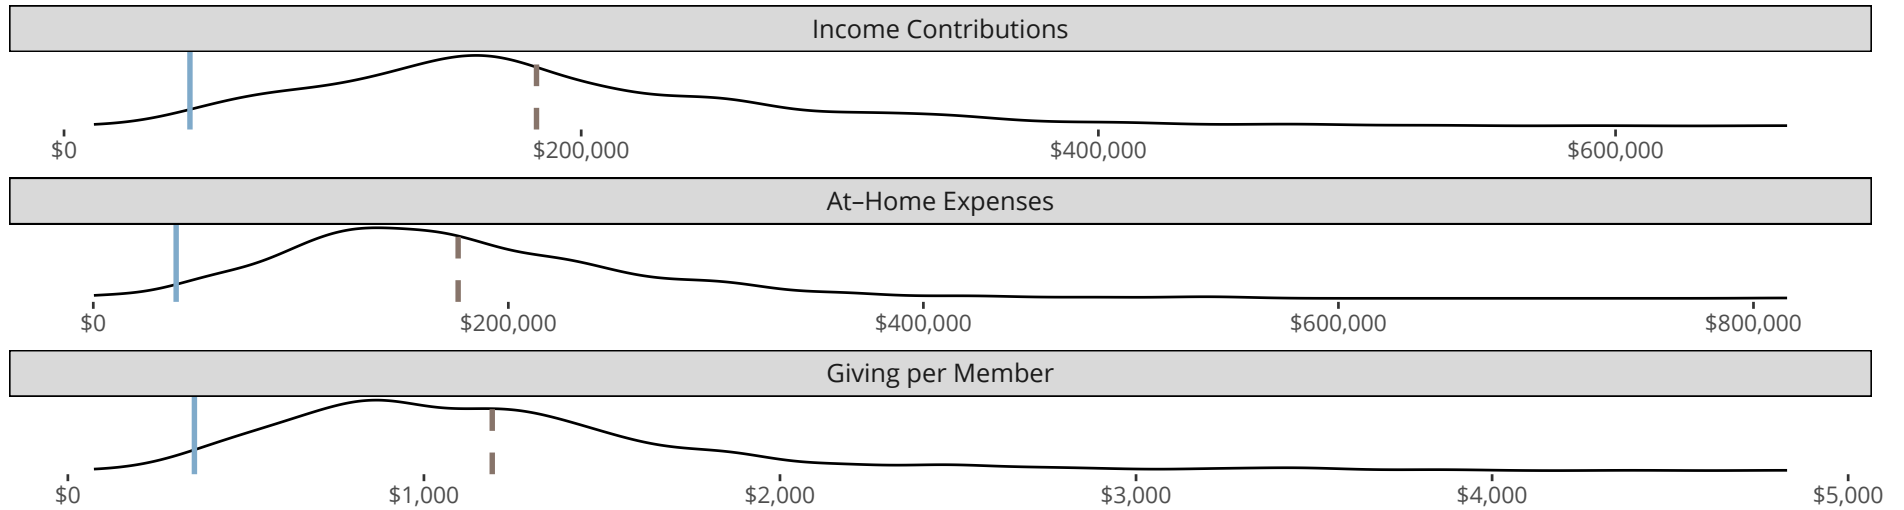 Income Contributions
$0 $200,000 $400,000 $600,000
At–Home Expenses
$0 $200,000 $400,000 $600,000 $800,000
Giving per Member
$0 $1,000 $2,000 $3,000 $4,000 $5,000